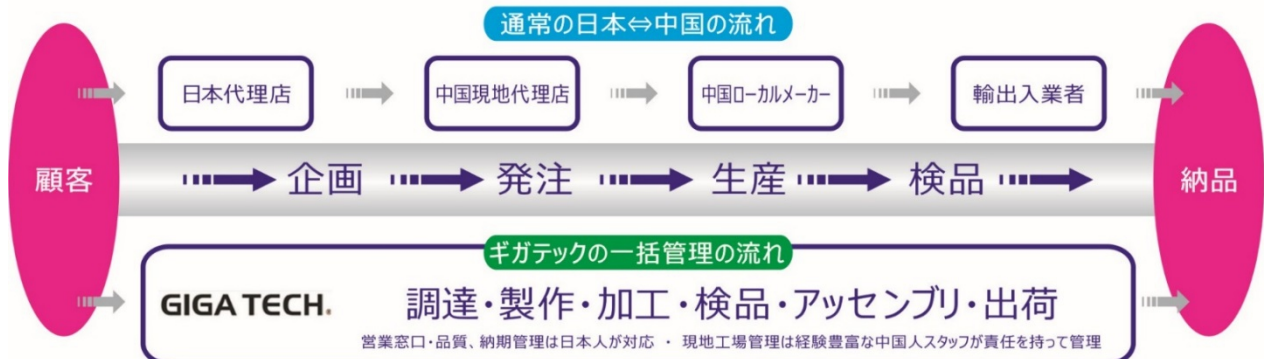 通常の日本⇔中国の流れ
日本代理店 中国現地代理店 中国ローカルメーカー 輸出入業者
顧客 企画 発注 生産 検品 納品
ギガテックの一括管理の流れ
GIGA TECH. 調達・製作・加工・検品・アッセンブリ・出荷
営業窓口・品質、納期管理は日本人が対応 ・ 現地工場管理は経験豊富な中国人スタッフが責任を持って管理